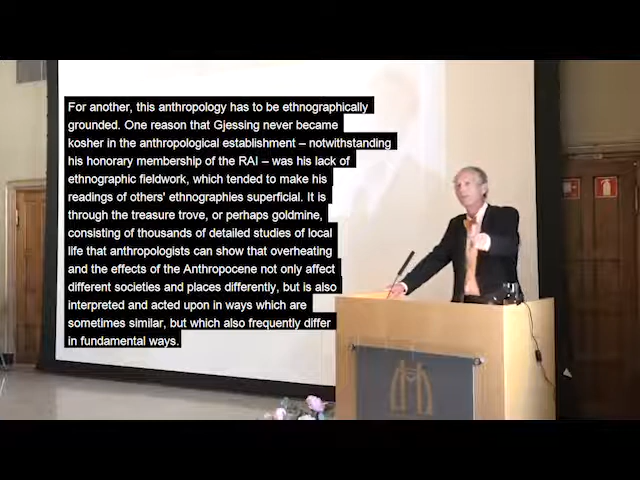 For another, this anthropology has to be ethnographically
grounded. One reason that Gjessing never became
kosher in the anthropological establishment – notwithstanding
his honorary membership of the RAI – was his lack of
ethnographic fieldwork, which tended to make his
readings of others' ethnographies superficial. It is
through the treasure trove, or perhaps goldmine,
consisting of thousands of detailed studies of local
life that anthropologists can show that overheating
and the effects of the Anthropocene not only affect
different societies and places differently, but is also
interpreted and acted upon in ways which are
sometimes similar, but which also frequently differ
in fundamental ways.